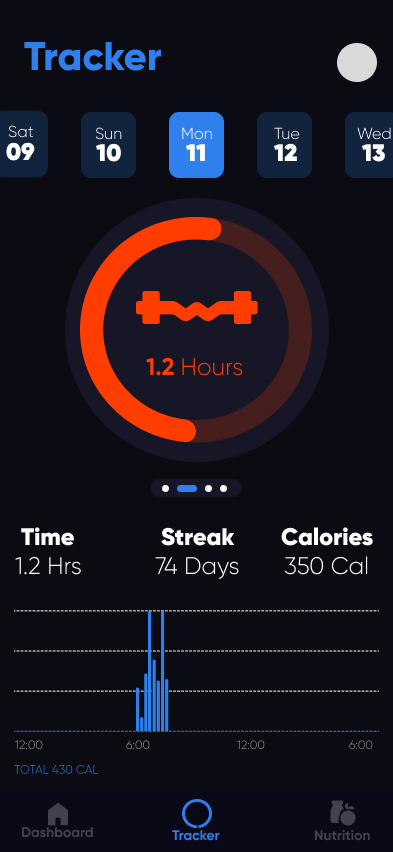 Tracker
Sat Sun Mon Tue Wed
09 10 11 12 13
1.2 Hours
Time Streak Calories
1.2 Hrs 74 Days 350 Cal
12:00 6:00 12:00 6:00
TOTAL 430 CAL
Dashboard Tracker Nutrition